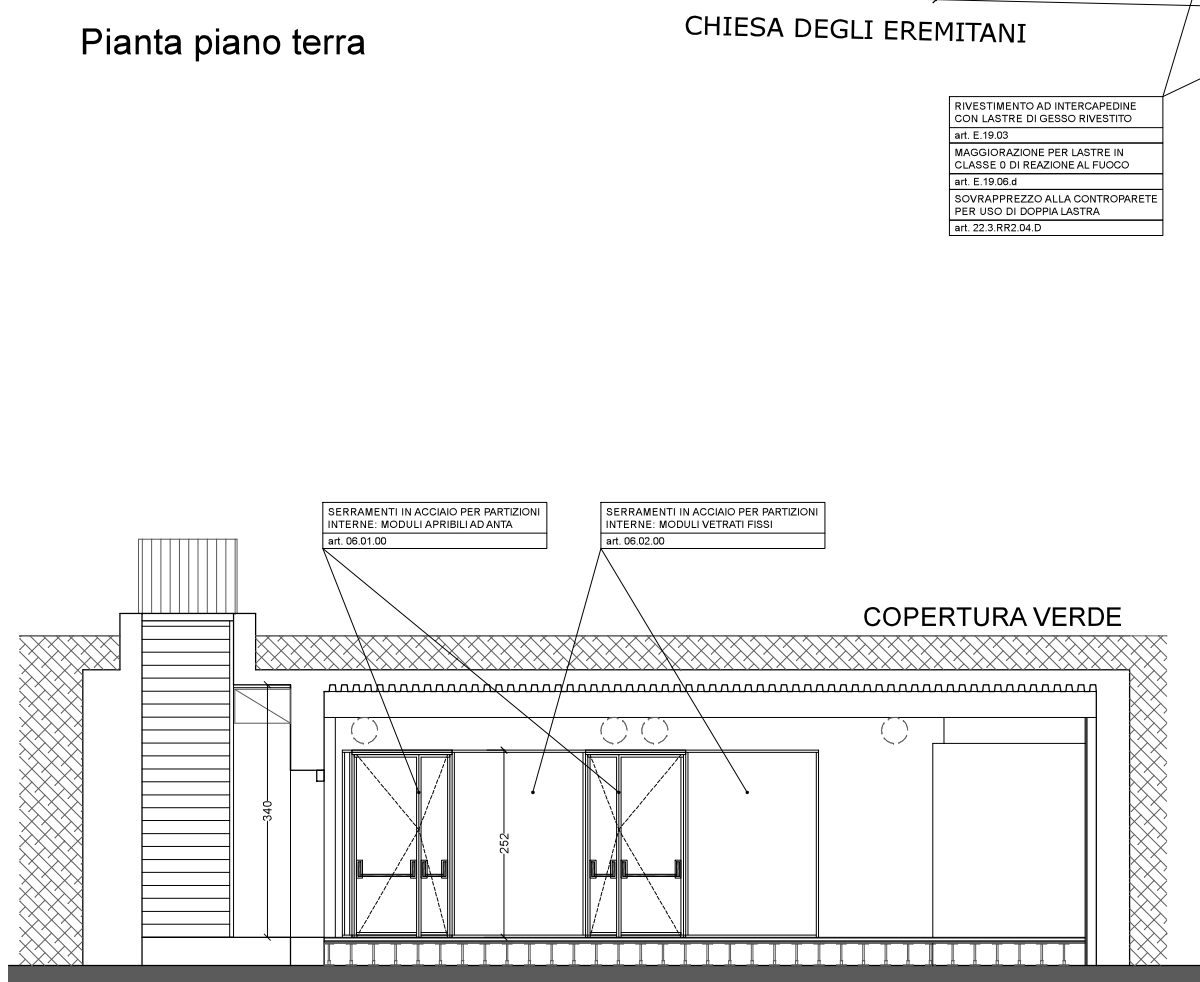 Pianta piano terra
CHIESA DEGLI EREMITANI
RIVESTIMENTO AD INTERCAPEDINE
CON LASTRE DI GESSO RIVESTITO
art. E.19.03
MAGGIORAZIONE PER LASTRE IN
CLASSE 0 DI REAZIONE AL FUOCO
art. E.19.06.d
SOVRAPPREZZO ALLA CONTROPARETE
PER USO DI DOPPIA LASTRA
art. 22.3.RR2.04.D
SERRAMENTI IN ACCIAIO PER PARTIZIONI
INTERNE: MODULI APRIBILI AD ANTA
art. 06.01.00
SERRAMENTI IN ACCIAIO PER PARTIZIONI
INTERNE: MODULI VETRATI FISSI
art. 06.02.00
COPERTURA VERDE
340
252